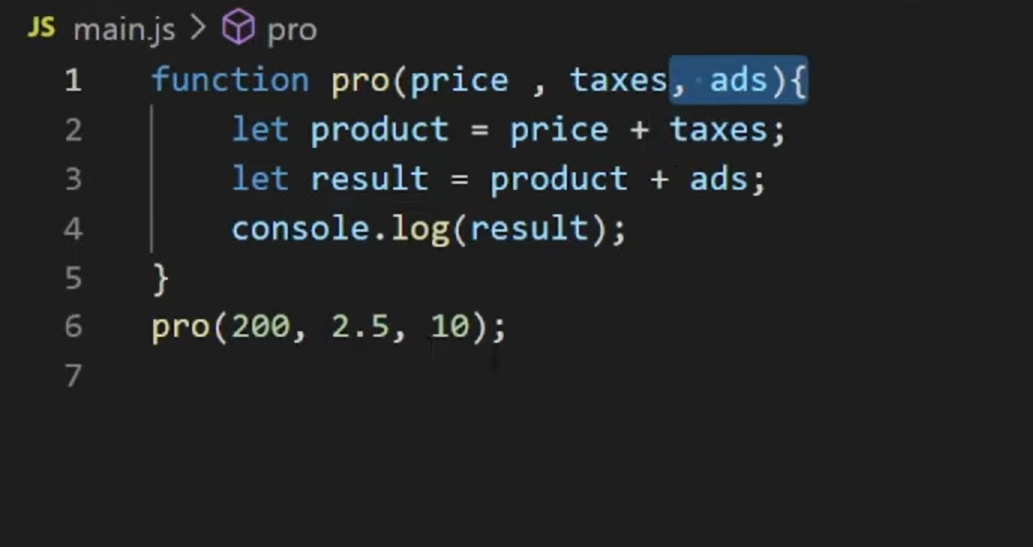 JS main.js > pro
1 function pro(price , taxes, ads){
2 let product = price + taxes;
3 let result = product + ads;
4 console.log(result);
5 }
6 pro(200, 2.5, 10);
7